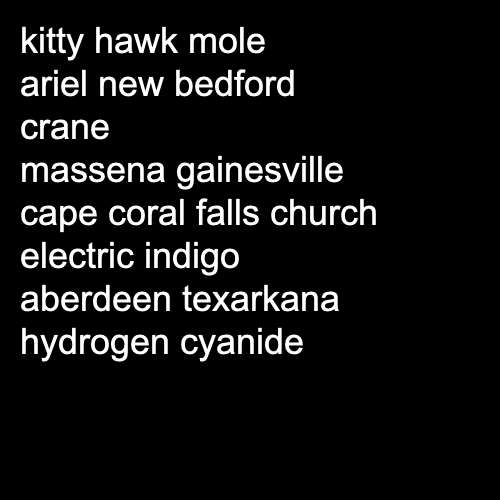 kitty hawk mole
ariel new bedford
crane
massena gainesville
cape coral falls church
electric indigo
aberdeen texarkana
hydrogen cyanide